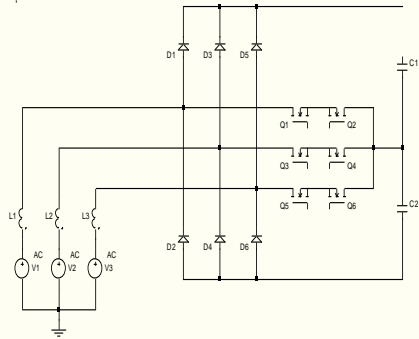 D1 D3 D5 C1
Q1 Q2
Q3 Q4
L1 L2 L3 Q5 Q6 C2
D2 D4 D6
AC AC AC
V1 V2 V3